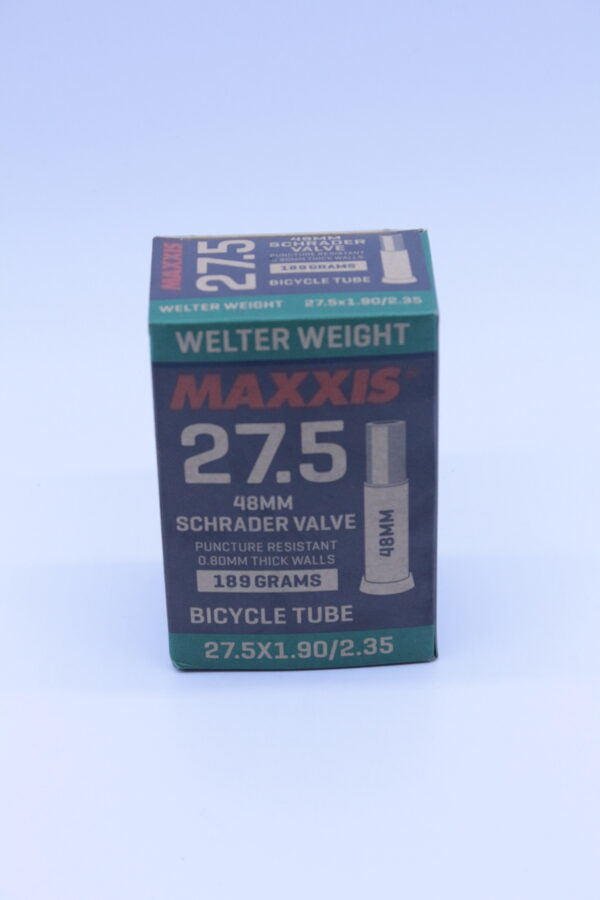 MAXXIS
27.5
48MM
SCHRADER VALVE
PUNCTURE RESISTANT
0.80MM THICK WALLS
189 GRAMS
BICYCLE TUBE
WELTER WEIGHT 27.5x1.90/2.35
WELTER WEIGHT
MAXXIS
27.5
48MM
SCHRADER VALVE
PUNCTURE RESISTANT
0.80MM THICK WALLS
189 GRAMS
48MM
BICYCLE TUBE
27.5X1.90/2.35